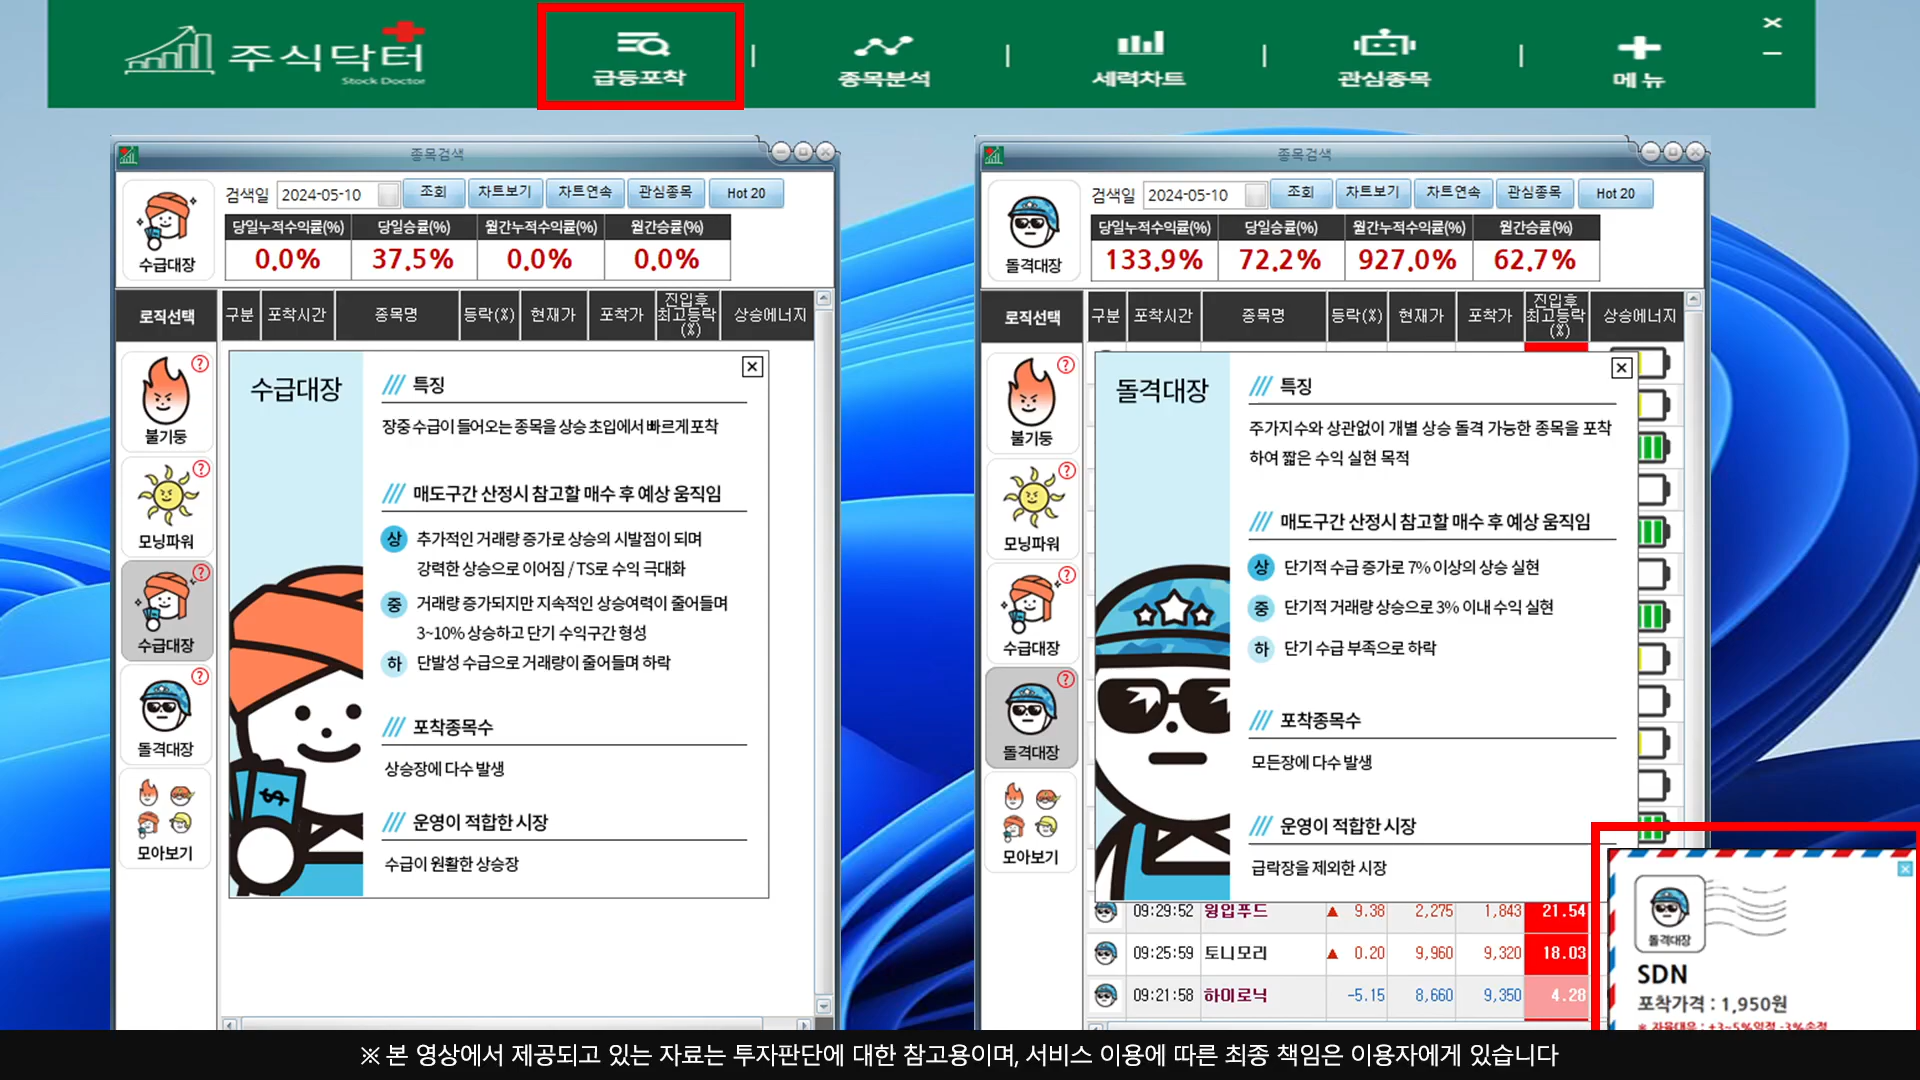 주식닥터
Stock Doctor
급등포착
종목분석
세력차트
관심종목
메뉴
종목검색
수급대장
검색일 2024-05-10 조회 차트보기 차트연속 관심종목 Hot 20
당일누적수익률(%) 당일승률(%) 월간누적수익률(%) 월간승률(%)
0.0% 37.5% 0.0% 0.0%
로직선택 구분 포착시간 종목명 등락(%) 현재가 포착가 진입후 최고등락 (%) 상승에너지
불기둥
모닝파워
수급대장
돌격대장
모아보기
수급대장
/// 특징
장중 수급이 들어오는 종목을 상승 초입에서 빠르게 포착
/// 매도구간 산정시 참고할 매수 후 예상 움직임
상 추가적인 거래량 증가로 상승의 시발점이 되며
강력한 상승으로 이어짐 / TS로 수익 극대화
중 거래량 증가되지만 지속적인 상승여력이 줄어들며
3~10% 상승하고 단기 수익구간 형성
하 단발성 수급으로 거래량이 줄어들며 하락
/// 포착종목수
상승장에 다수 발생
/// 운영이 적합한 시장
수급이 원활한 상승장
종목검색
돌격대장
검색일 2024-05-10 조회 차트보기 차트연속 관심종목 Hot 20
당일누적수익률(%) 당일승률(%) 월간누적수익률(%) 월간승률(%)
133.9% 72.2% 927.0% 62.7%
로직선택 구분 포착시간 종목명 등락(%) 현재가 포착가 진입후 최고등락 (%) 상승에너지
불기둥
모닝파워
수급대장
돌격대장
모아보기
돌격대장
/// 특징
주가지수와 상관없이 개별 상승 돌격 가능한 종목을 포착
하여 짧은 수익 실현 목적
/// 매도구간 산정시 참고할 매수 후 예상 움직임
상 단기적 수급 증가로 7% 이상의 상승 실현
중 단기적 거래량 상승으로 3% 이내 수익 실현
하 단기 수급 부족으로 하락
/// 포착종목수
모든장에 다수 발생
/// 운영이 적합한 시장
급락장을 제외한 시장
09:29:52 윙입푸드 ▲ 9.38 2,275 1,843 21.54
09:25:59 토니모리 ▲ 0.20 9,960 9,320 18.03
09:21:58 하이로닉 -5.15 8,660 9,350 4.28
돌격대장
SDN
포착가격 : 1,950원
※ 본 영상에서 제공되고 있는 자료는 투자판단에 대한 참고용이며, 서비스 이용에 따른 최종 책임은 이용자에게 있습니다